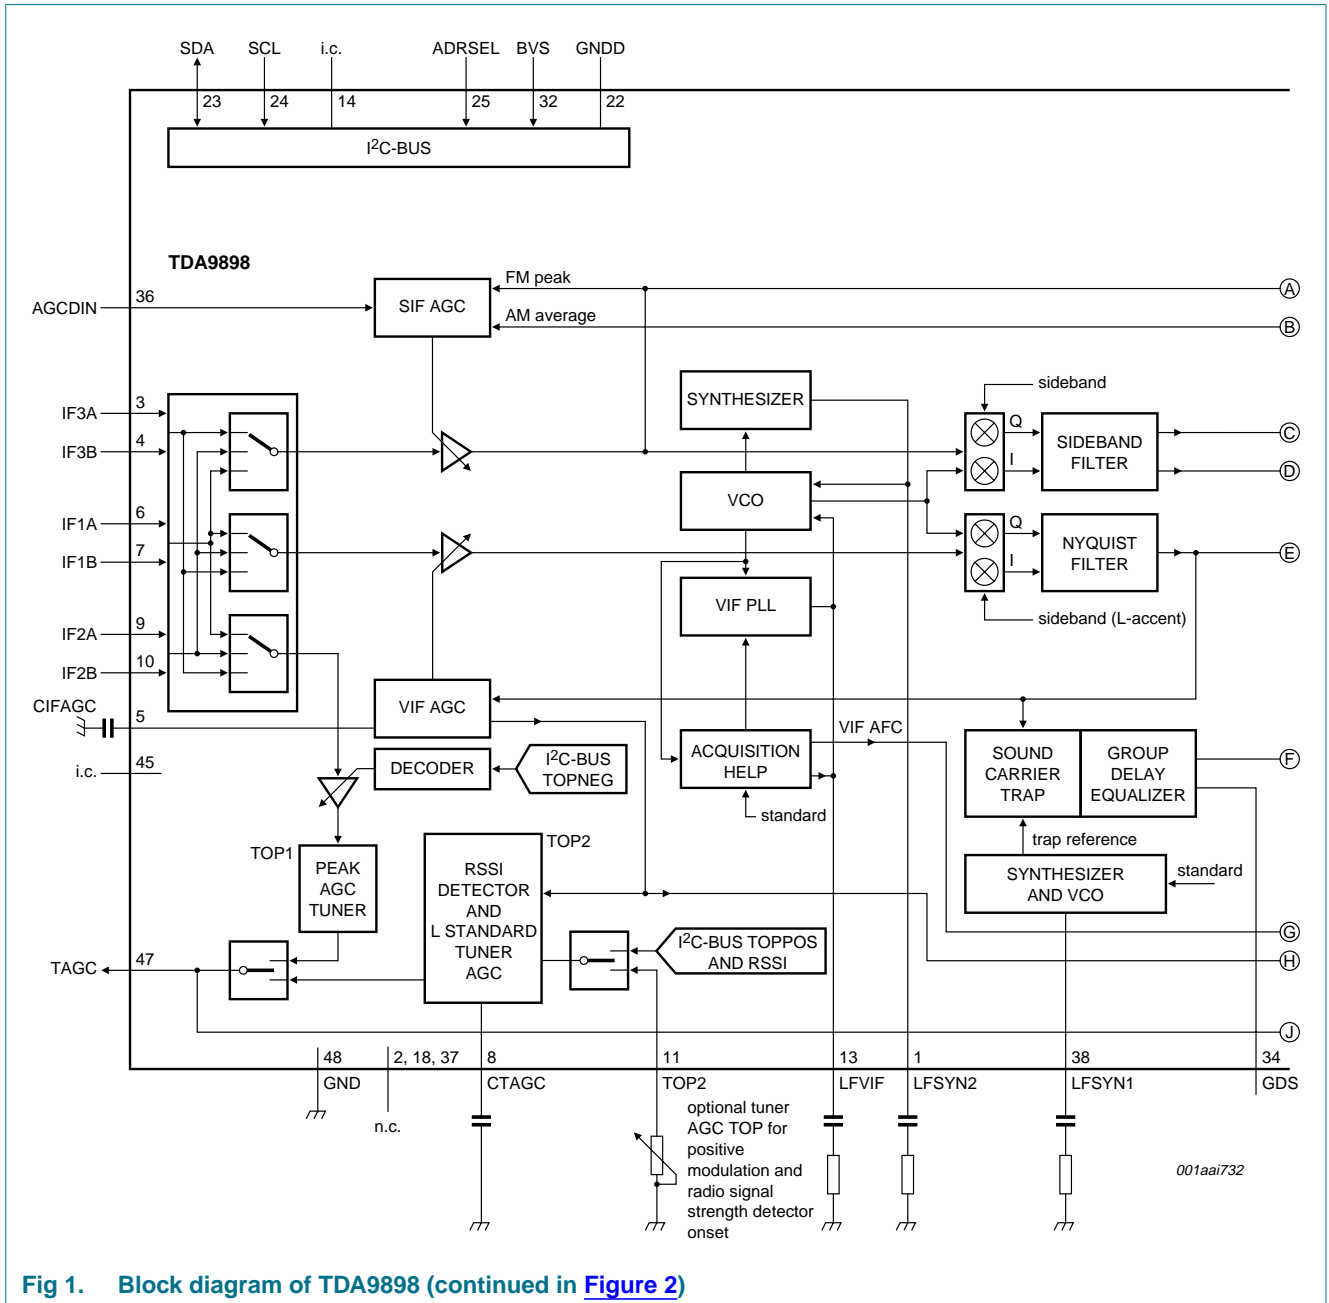 SDA SCL i.c. ADRSEL BVS GNDD
23 24 14 25 32 22
I2C-BUS
TDA9898
AGCDIN 36
SIF AGC
FM peak
A
AM average
B
IF3A 3
IF3B 4
IF1A 6
IF1B 7
IF2A 9
IF2B 10
CIFAGC 5
i.c. 45
SYNTHESIZER
VCO
VIF PLL
sideband
Q
I
SIDEBAND
FILTER
C
D
Q
I
NYQUIST
FILTER
E
sideband (L-accent)
VIF AGC
DECODER
I2C-BUS
TOPNEG
ACQUISITION
HELP
VIF AFC
standard
SOUND
CARRIER
TRAP
GROUP
DELAY
EQUALIZER
F
trap reference
SYNTHESIZER
AND VCO
standard
TOP1
PEAK
AGC
TUNER
TOP2
RSSI
DETECTOR
AND
L STANDARD
TUNER
AGC
I2C-BUS TOPPOS
AND RSSI
G
H
TAGC 47
J
48 2, 18, 37 8 11 13 1 38 34
GND CTAGC TOP2 LFVIF LFSYN2 LFSYN1 GDS
n.c.
optional tuner
AGC TOP for
positive
modulation and
radio signal
strength detector
onset
001aai732
Fig 1. Block diagram of TDA9898 (continued in Figure 2)